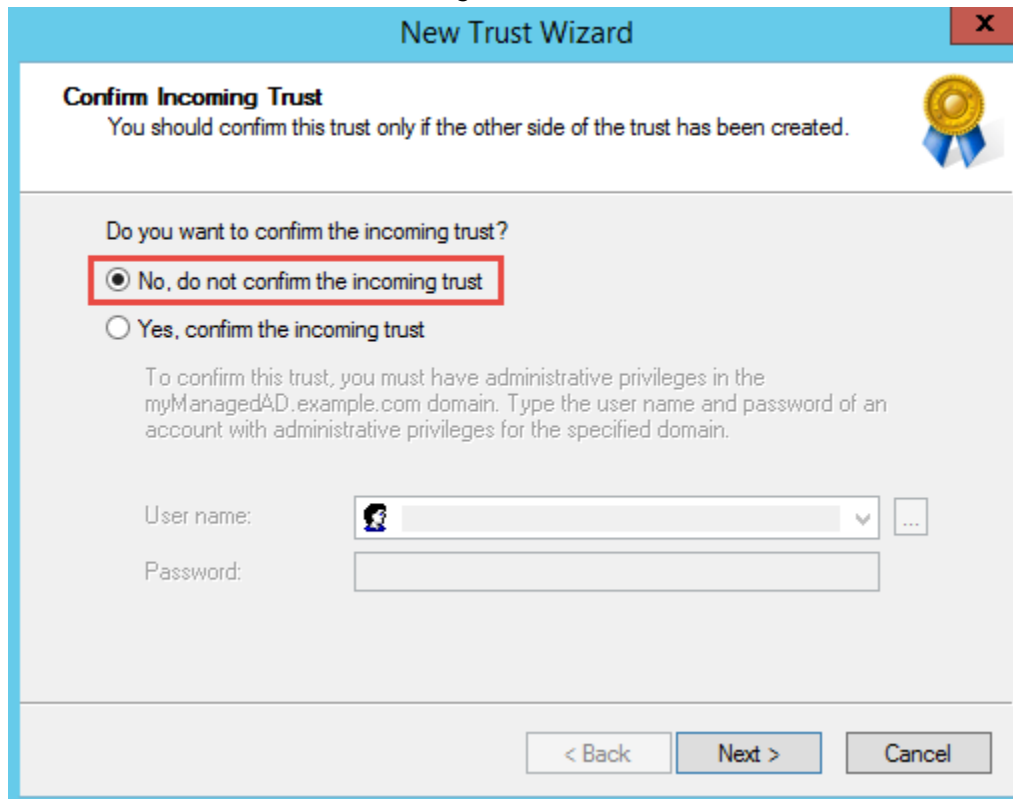 New Trust Wizard
x
Confirm Incoming Trust
You should confirm this trust only if the other side of the trust has been created.
Do you want to confirm the incoming trust?
No, do not confirm the incoming trust
Yes, confirm the incoming trust
To confirm this trust, you must have administrative privileges in the
myManagedAD.example.com domain. Type the user name and password of an
account with administrative privileges for the specified domain.
User name:
...
Password:
< Back Next > Cancel